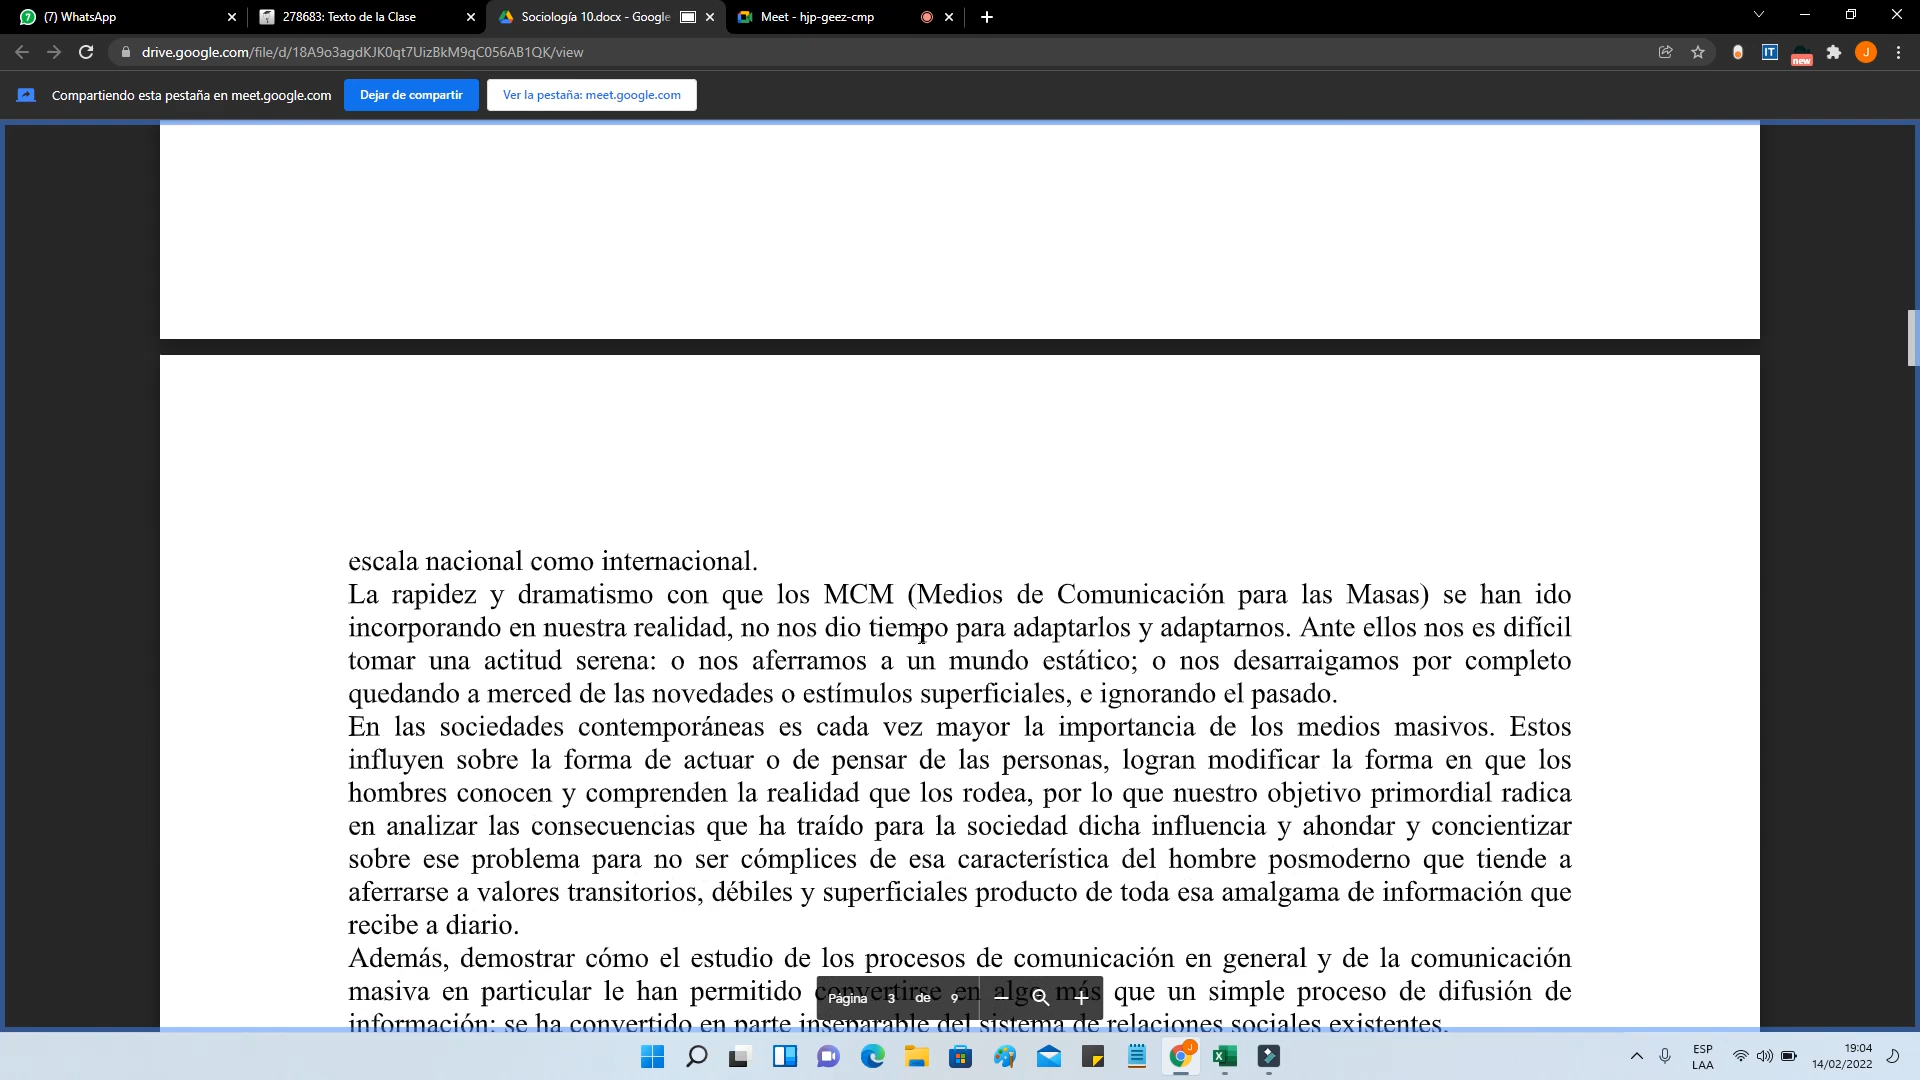 (7) WhatsApp
278683: Texto de la Clase
Sociología 10.docx - Google
Meet - hjp-geez-cmp
drive.google.com/file/d/18A9o3agdKJK0qt7UizBkM9qC056AB1QK/view
new
J
Compartiendo esta pestaña en meet.google.com
Dejar de compartir
Ver la pestaña: meet.google.com
escala nacional como internacional.
La rapidez y dramatismo con que los MCM (Medios de Comunicación para las Masas) se han ido
incorporando en nuestra realidad, no nos dio tiempo para adaptarlos y adaptarnos. Ante ellos nos es difícil
tomar una actitud serena: o nos aferramos a un mundo estático; o nos desarraigamos por completo
quedando a merced de las novedades o estímulos superficiales, e ignorando el pasado.
En las sociedades contemporáneas es cada vez mayor la importancia de los medios masivos. Estos
influyen sobre la forma de actuar o de pensar de las personas, logran modificar la forma en que los
hombres conocen y comprenden la realidad que los rodea, por lo que nuestro objetivo primordial radica
en analizar las consecuencias que ha traído para la sociedad dicha influencia y ahondar y concientizar
sobre ese problema para no ser cómplices de esa característica del hombre posmoderno que tiende a
aferrarse a valores transitorios, débiles y superficiales producto de toda esa amalgama de información que
recibe a diario.
Además, demostrar cómo el estudio de los procesos de comunicación en general y de la comunicación
masiva en particular le han permitido convertirse en algo más que un simple proceso de difusión de
información: se ha convertido en parte inseparable del sistema de relaciones sociales existentes.
Página 3 de 9
ESP
LAA
19:04
14/02/2022